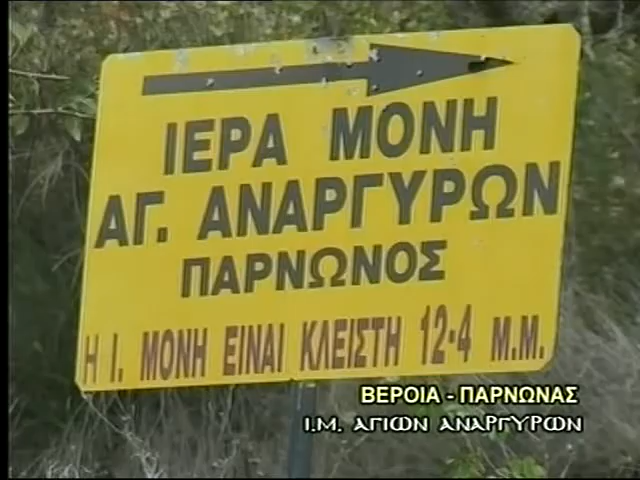 ΙΕΡΑ ΜΟΝΗ
ΑΓ. ΑΝΑΡΓΥΡΩΝ
ΠΑΡΝΩΝΟΣ
Η Ι. ΜΟΝΗ ΕΙΝΑΙ ΚΛΕΙΣΤΗ 12-4 Μ.Μ.
ΒΕΡΟΙΑ - ΠΑΡΝΩΝΑΣ
Ι.Μ. ΑΓΙΩΝ ΑΝΑΡΓΥΡΩΝ